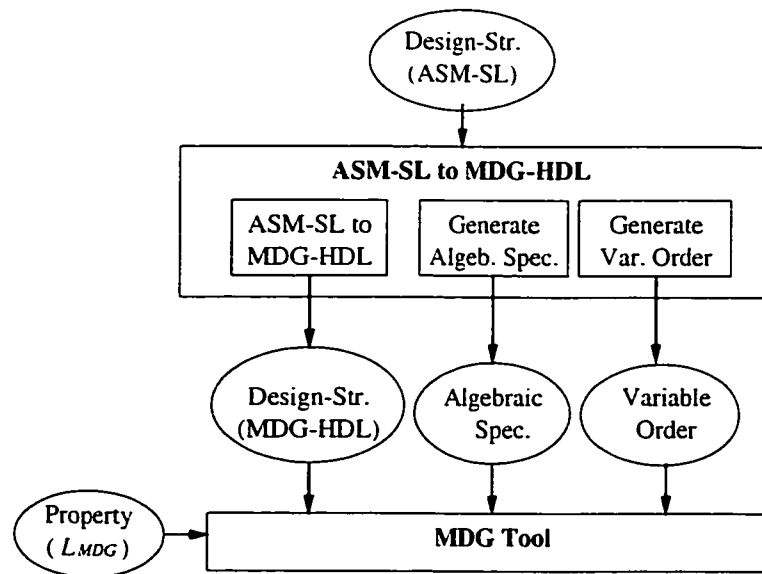 Design-Str.
(ASM-SL)
ASM-SL to MDG-HDL
ASM-SL to
MDG-HDL
Generate
Algeb. Spec.
Generate
Var. Order
Design-Str.
(MDG-HDL)
Algebraic
Spec.
Variable
Order
Property
( LMDG )
MDG Tool